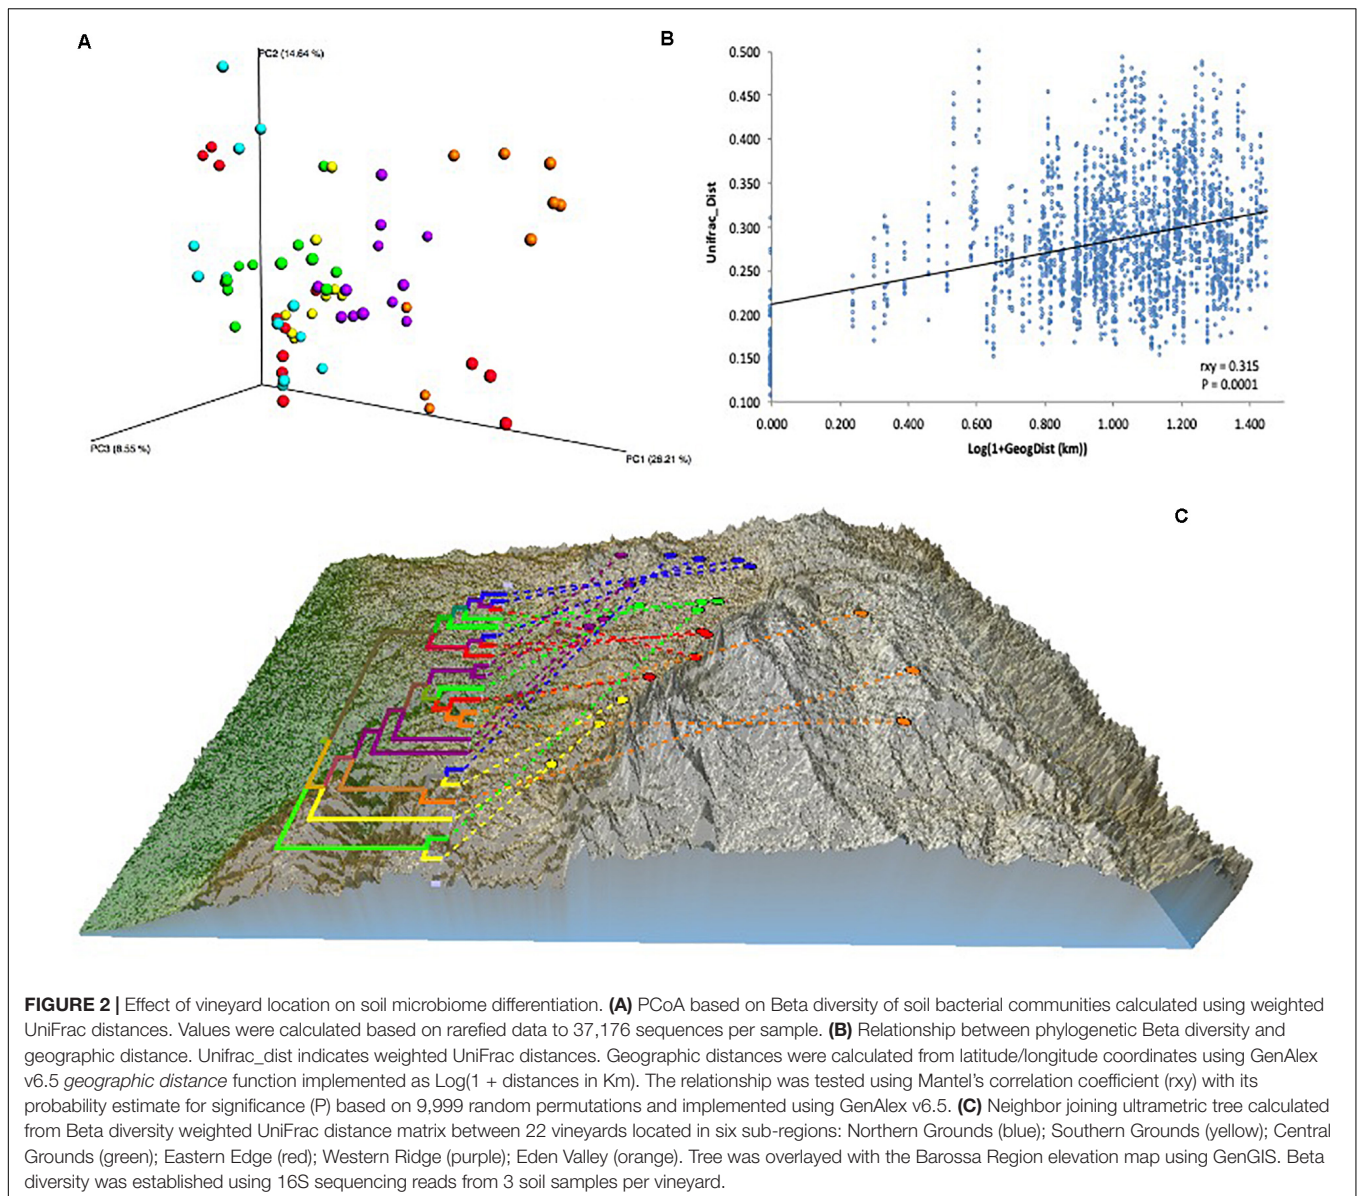 A
PC2 (14.64 %)
PC3 (8.55 %)
PC1 (26.21 %)
B
0.500
0.450
0.400
0.350
0.300
0.250
0.200
0.150
0.100
Unifrac_Dist
rxy = 0.315
P = 0.0001
0.000 0.200 0.400 0.600 0.800 1.000 1.200 1.400
Log(1+GeogDist (km))
C
FIGURE 2 | Effect of vineyard location on soil microbiome differentiation. (A) PCoA based on Beta diversity of soil bacterial communities calculated using weighted
UniFrac distances. Values were calculated based on rarefied data to 37,176 sequences per sample. (B) Relationship between phylogenetic Beta diversity and
geographic distance. Unifrac_dist indicates weighted UniFrac distances. Geographic distances were calculated from latitude/longitude coordinates using GenAlex
v6.5 geographic distance function implemented as Log(1 + distances in Km). The relationship was tested using Mantel's correlation coefficient (rxy) with its
probability estimate for significance (P) based on 9,999 random permutations and implemented using GenAlex v6.5. (C) Neighbor joining ultrametric tree calculated
from Beta diversity weighted UniFrac distance matrix between 22 vineyards located in six sub-regions: Northern Grounds (blue); Southern Grounds (yellow); Central
Grounds (green); Eastern Edge (red); Western Ridge (purple); Eden Valley (orange). Tree was overlayed with the Barossa Region elevation map using GenGIS. Beta
diversity was established using 16S sequencing reads from 3 soil samples per vineyard.